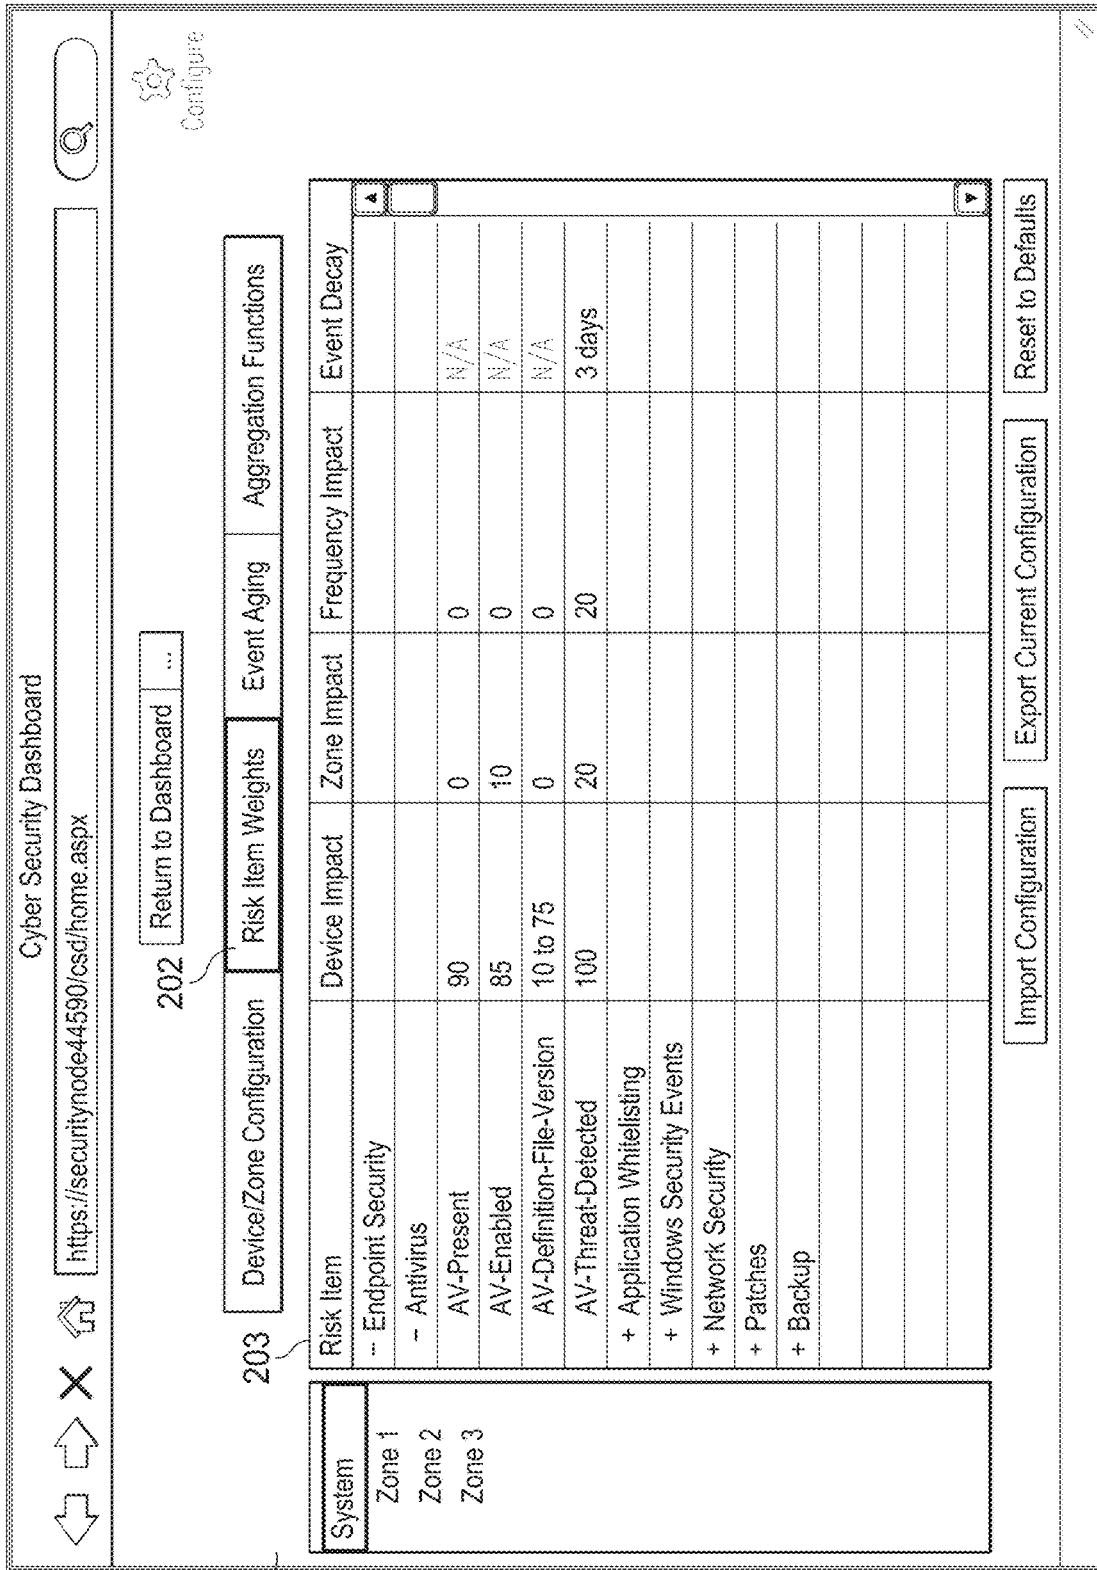 Cyber Security Dashboard
https://securitynode44590/csd/home.aspx
Configure
202
Return to Dashboard ...
Device/Zone Configuration Risk Item Weights Event Aging Aggregation Functions
203
System
Zone 1
Zone 2
Zone 3
Risk Item Device Impact Zone Impact Frequency Impact Event Decay
− Endpoint Security
− Antivirus
AV-Present 90 0 0 N/A
AV-Enabled 85 10 0 N/A
AV-Definition-File-Version 10 to 75 0 0 N/A
AV-Threat-Detected 100 20 20 3 days
+ Application Whitelisting
+ Windows Security Events
+ Network Security
+ Patches
+ Backup
Import Configuration Export Current Configuration Reset to Defaults